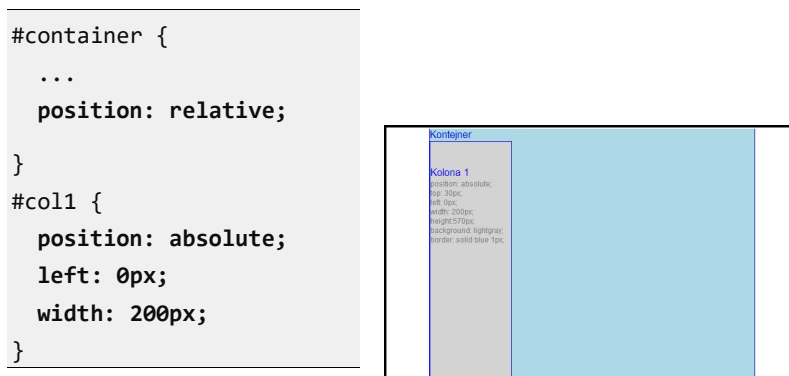 #container {
...
position: relative;
}
#col1 {
position: absolute;
left: 0px;
width: 200px;
}
Kontejner
Kolona 1
position: absolute;
top: 30px;
left: 0px;
width: 200px;
height:570px;
background: lightgray;
border: solid blue 1px;